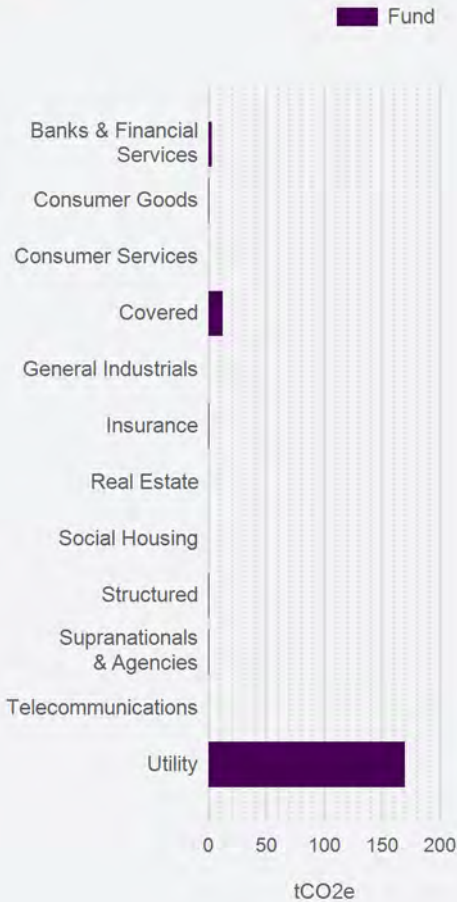 Fund
Banks & Financial
Services
Consumer Goods
Consumer Services
Covered
General Industrials
Insurance
Real Estate
Social Housing
Structured
Supranationals
& Agencies
Telecommunications
Utility
0 50 100 150 200
tCO2e